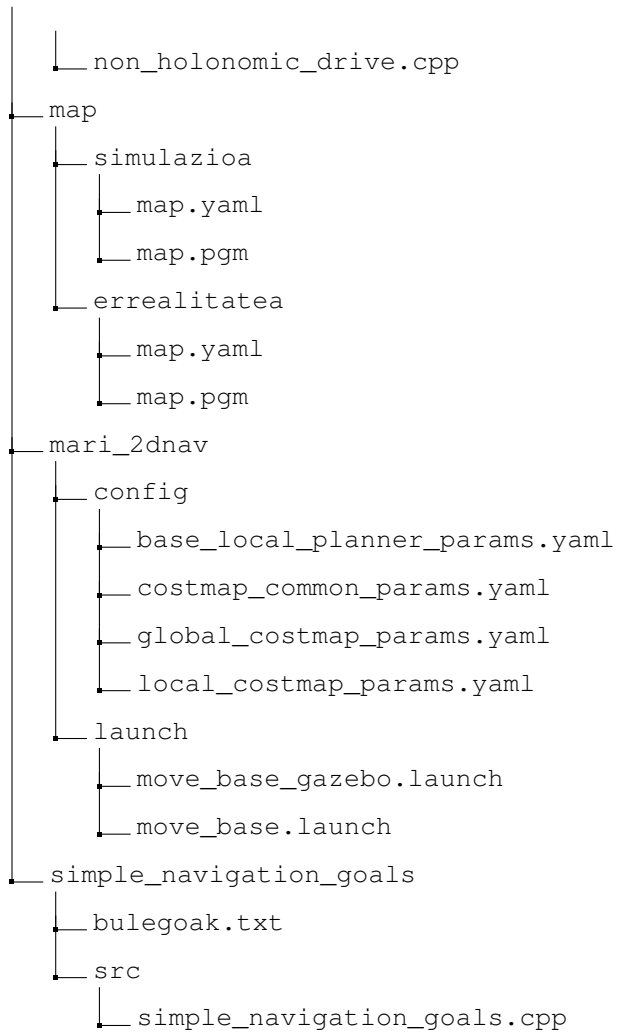 non_holonomic_drive.cpp
map
simulazioa
map.yaml
map.pgm
errealitatea
map.yaml
map.pgm
mari_2dnav
config
base_local_planner_params.yaml
costmap_common_params.yaml
global_costmap_params.yaml
local_costmap_params.yaml
launch
move_base_gazebo.launch
move_base.launch
simple_navigation_goals
bulegoak.txt
src
simple_navigation_goals.cpp